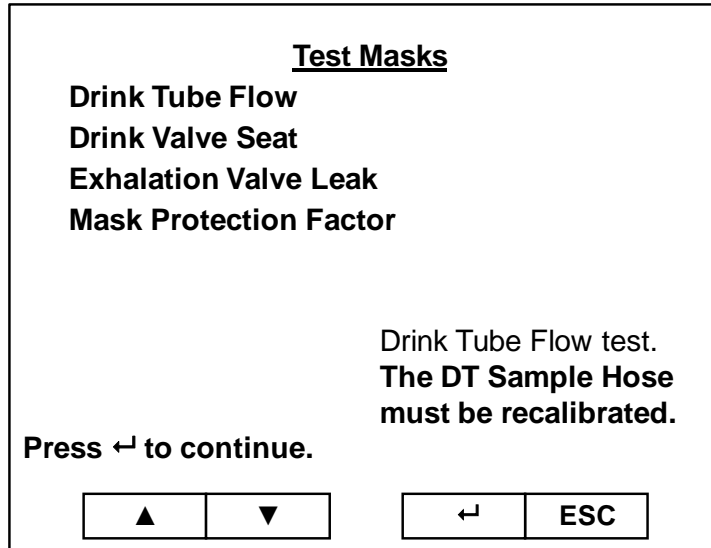 Test Masks
Drink Tube Flow
Drink Valve Seat
Exhalation Valve Leak
Mask Protection Factor
Drink Tube Flow test.
The DT Sample Hose
must be recalibrated.
Press ↵ to continue.
▲ ▼ ↵ ESC